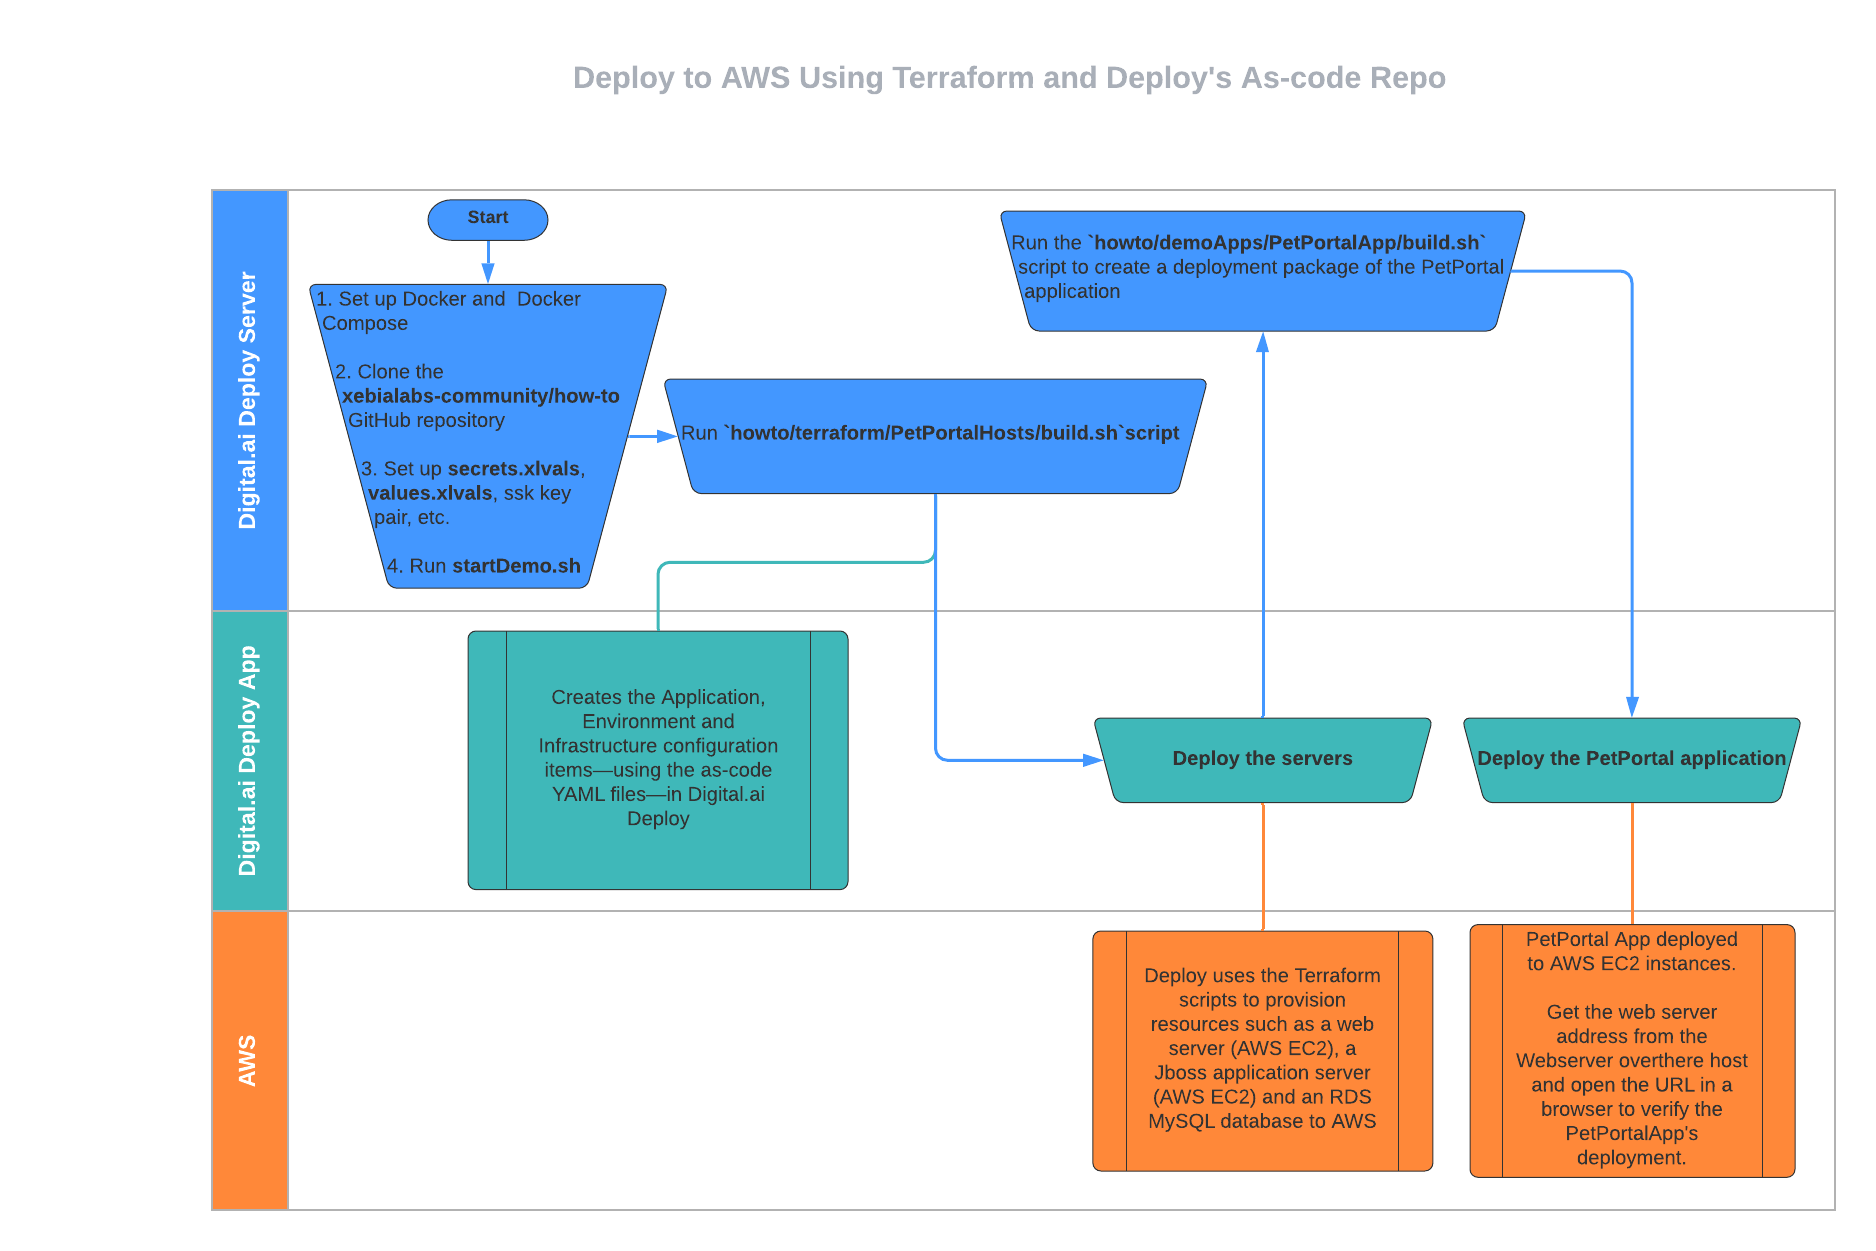 Deploy to AWS Using Terraform and Deploy's As-code Repo
Digital.ai Deploy Server
Start
1. Set up Docker and  Docker
Compose
2. Clone the
xebialabs-community/how-to
GitHub repository
3. Set up secrets.xlvals,
values.xlvals, ssk key
pair, etc.
4. Run startDemo.sh
Run `howto/terraform/PetPortalHosts/build.sh`script
Run the `howto/demoApps/PetPortalApp/build.sh`
script to create a deployment package of the PetPortal
application
Digital.ai Deploy App
Creates the Application,
Environment and
Infrastructure configuration
items—using the as-code
YAML files—in Digital.ai
Deploy
Deploy the servers
Deploy the PetPortal application
AWS
Deploy uses the Terraform
scripts to provision
resources such as a web
server (AWS EC2), a
Jboss application server
(AWS EC2) and an RDS
MySQL database to AWS
PetPortal App deployed
to AWS EC2 instances.
Get the web server
address from the
Webserver overthere host
and open the URL in a
browser to verify the
PetPortalApp's
deployment.